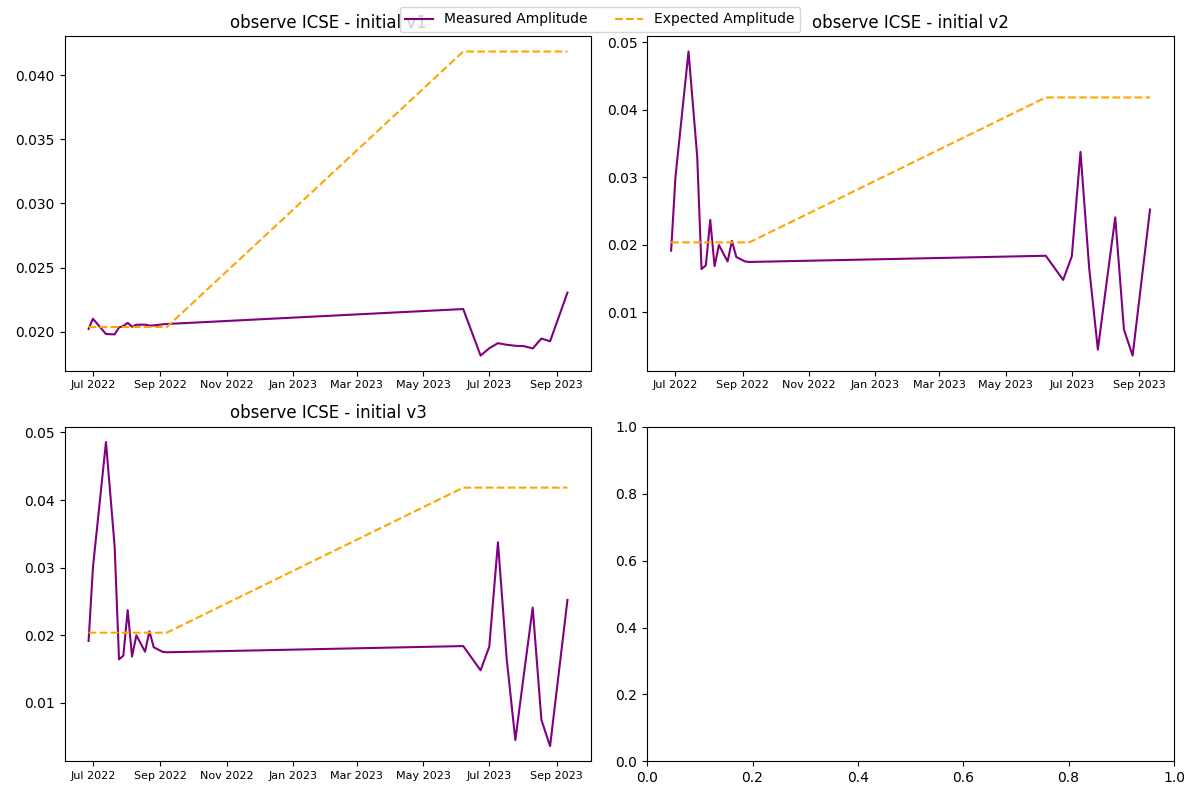 Measured Amplitude Expected Amplitude
observe ICSE - initial v1
0.040
0.035
0.030
0.025
0.020
Jul 2022 Sep 2022 Nov 2022 Jan 2023 Mar 2023 May 2023 Jul 2023 Sep 2023
observe ICSE - initial v2
0.05
0.04
0.03
0.02
0.01
Jul 2022 Sep 2022 Nov 2022 Jan 2023 Mar 2023 May 2023 Jul 2023 Sep 2023
observe ICSE - initial v3
0.05
0.04
0.03
0.02
0.01
Jul 2022 Sep 2022 Nov 2022 Jan 2023 Mar 2023 May 2023 Jul 2023 Sep 2023
1.0
0.8
0.6
0.4
0.2
0.0
0.0 0.2 0.4 0.6 0.8 1.0